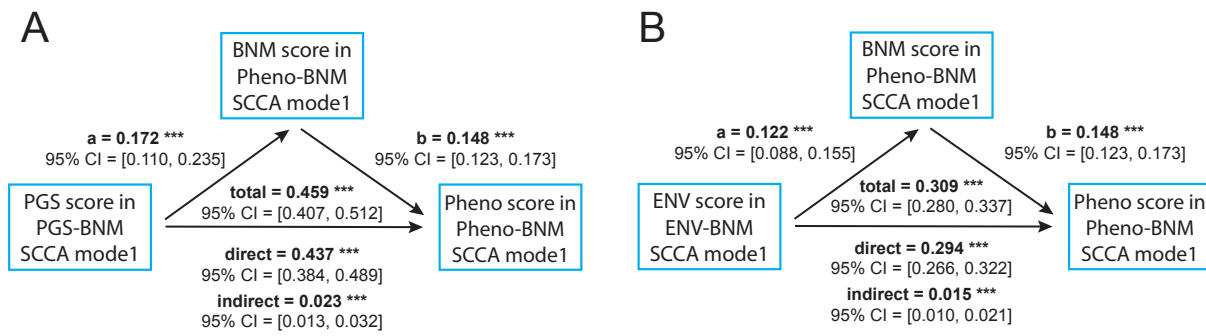 A
BNM score in
Pheno-BNM
SCCA mode1
a = 0.172 ***
95% CI = [0.110, 0.235]
b = 0.148 ***
95% CI = [0.123, 0.173]
PGS score in
PGS-BNM
SCCA mode1
total = 0.459 ***
95% CI = [0.407, 0.512]
Pheno score in
Pheno-BNM
SCCA mode1
direct = 0.437 ***
95% CI = [0.384, 0.489]
indirect = 0.023 ***
95% CI = [0.013, 0.032]
B
BNM score in
Pheno-BNM
SCCA mode1
a = 0.122 ***
95% CI = [0.088, 0.155]
b = 0.148 ***
95% CI = [0.123, 0.173]
ENV score in
ENV-BNM
SCCA mode1
total = 0.309 ***
95% CI = [0.280, 0.337]
Pheno score in
Pheno-BNM
SCCA mode1
direct = 0.294 ***
95% CI = [0.266, 0.322]
indirect = 0.015 ***
95% CI = [0.010, 0.021]